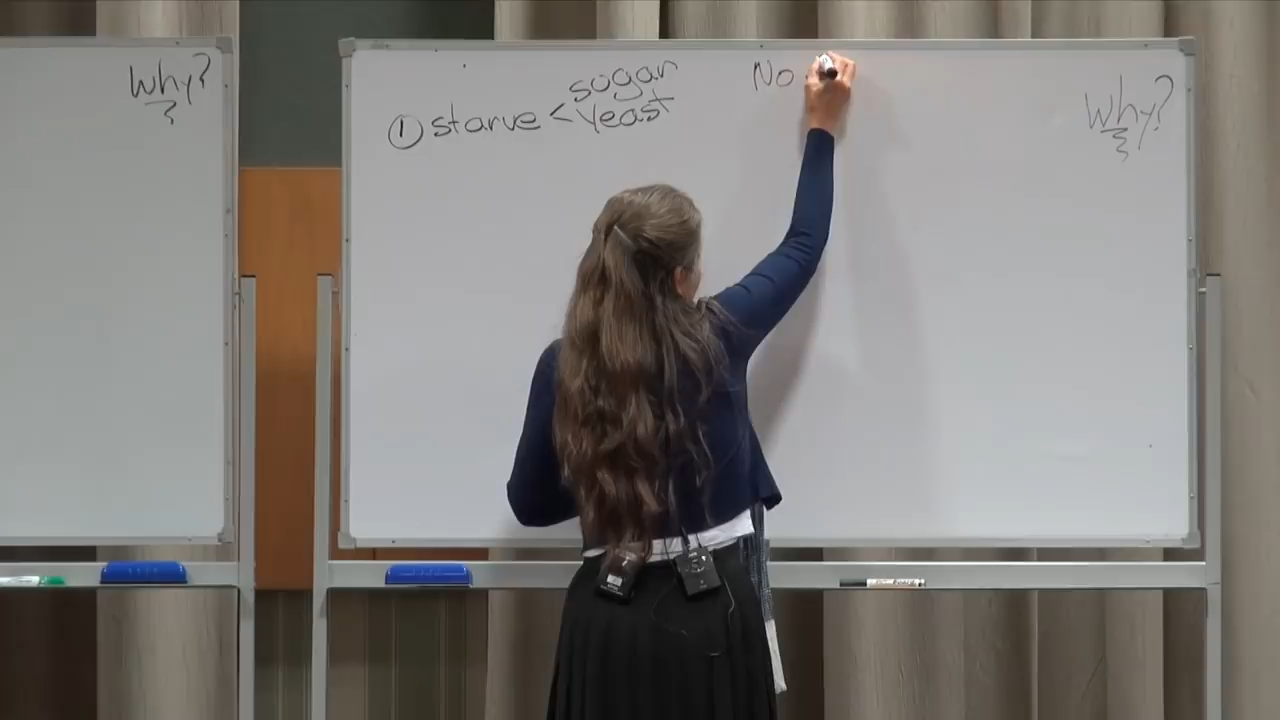 Why?
sugar
① starve < Yeast
No
Why?